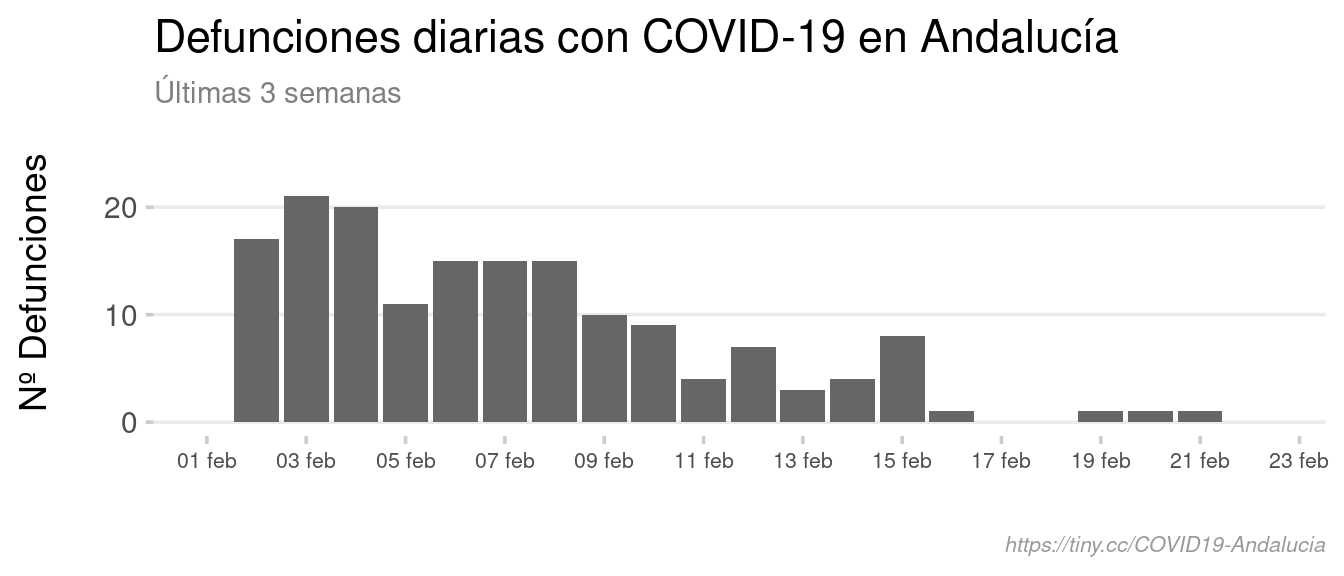 Defunciones diarias con COVID-19 en Andalucía
Últimas 3 semanas
Nº Defunciones
20
10
0
01 feb 03 feb 05 feb 07 feb 09 feb 11 feb 13 feb 15 feb 17 feb 19 feb 21 feb 23 feb
https://tiny.cc/COVID19-Andalucia